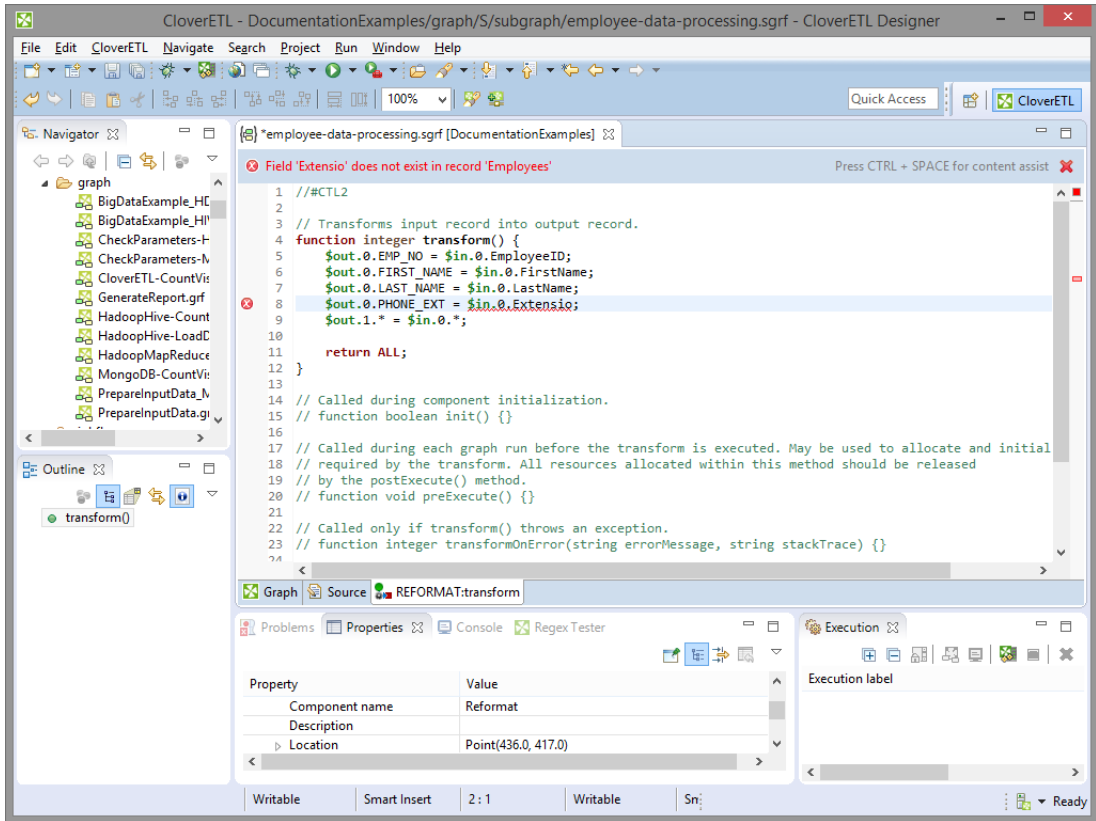 CloverETL - DocumentationExamples/graph/S/subgraph/employee-data-processing.sgrf - CloverETL Designer
File Edit CloverETL Navigate Search Project Run Window Help
100%
Quick Access
CloverETL
Navigator
graph
BigDataExample_HD
BigDataExample_HIV
CheckParameters-H
CheckParameters-M
CloverETL-CountVis
GenerateReport.grf
HadoopHive-Count
HadoopHive-LoadD
HadoopMapReduce
MongoDB-CountVis
PrepareInputData_M
PrepareInputData.gr
Outline
transform()
*employee-data-processing.sgrf [DocumentationExamples]
Field 'Extensio' does not exist in record 'Employees'
Press CTRL + SPACE for content assist
1 //#CTL2
2
3 // Transforms input record into output record.
4 function integer transform() {
5 $out.0.EMP_NO = $in.0.EmployeeID;
6 $out.0.FIRST_NAME = $in.0.FirstName;
7 $out.0.LAST_NAME = $in.0.LastName;
8 $out.0.PHONE_EXT = $in.0.Extensio;
9 $out.1.* = $in.0.*;
10
11 return ALL;
12 }
13
14 // Called during component initialization.
15 // function boolean init() {}
16
17 // Called during each graph run before the transform is executed. May be used to allocate and initial
18 // required by the transform. All resources allocated within this method should be released
19 // by the postExecute() method.
20 // function void preExecute() {}
21
22 // Called only if transform() throws an exception.
23 // function integer transformOnError(string errorMessage, string stackTrace) {}
24
Graph Source REFORMAT:transform
Problems Properties Console Regex Tester
Property Value
Component name Reformat
Description
Location Point(436.0, 417.0)
Execution
Execution label
Writable Smart Insert 2 : 1 Writable Sm Ready